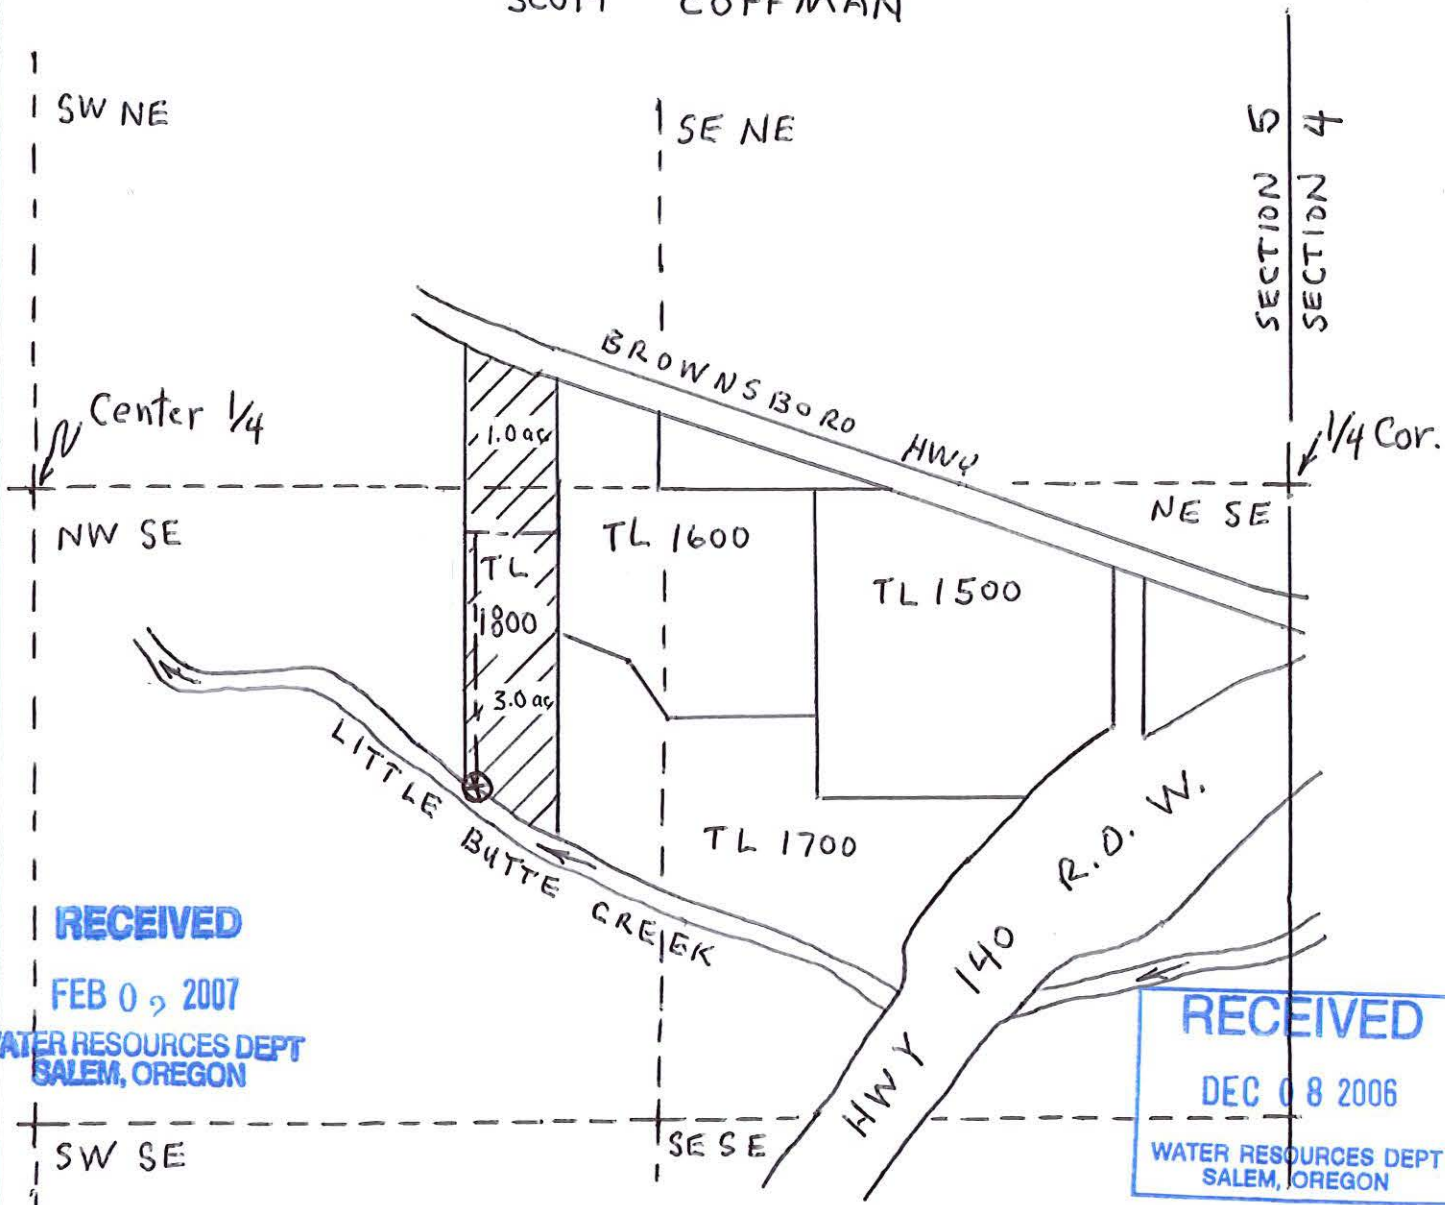 SCOTT COFFMAN
SW NE
SE NE
SECTION 5
SECTION 4
BROWNSBORO HWY
Center 1/4
1/4 Cor.
1.0 ac
NW SE
NE SE
TL 1600
TL
1800
TL 1500
3.0 ac
LITTLE BUTTE CREEK
TL 1700
HWY 140 R.O.W.
RECEIVED
FEB 0 2007
WATER RESOURCES DEPT
SALEM, OREGON
RECEIVED
DEC 08 2006
WATER RESOURCES DEPT
SALEM, OREGON
SW SE
SE SE